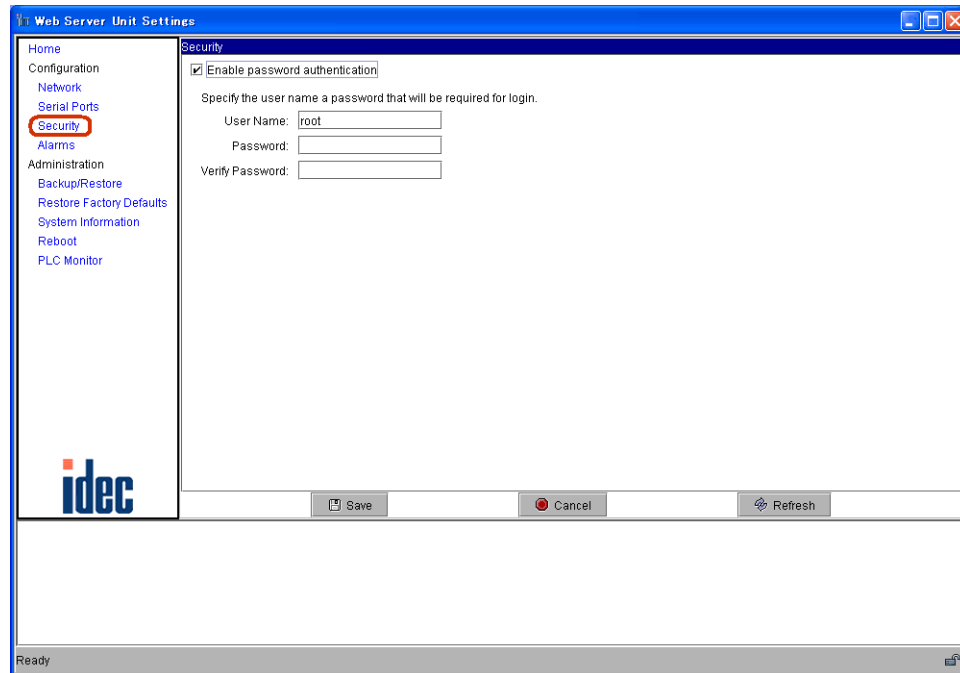 Web Server Unit Settings
Home
Configuration
Network
Serial Ports
Security
Alarms
Administration
Backup/Restore
Restore Factory Defaults
System Information
Reboot
PLC Monitor
idec
Security
Enable password authentication
Specify the user name a password that will be required for login.
User Name: root
Password:
Verify Password:
Save Cancel Refresh
Ready